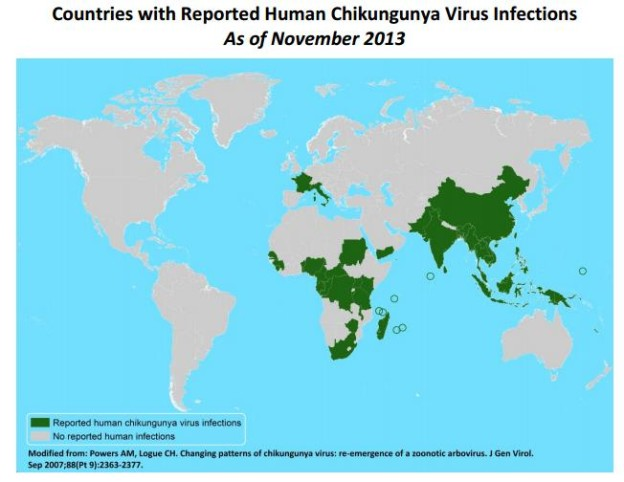 Countries with Reported Human Chikungunya Virus Infections
As of November 2013
Reported human chikungunya virus infections
No reported human infections
Modified from: Powers AM, Logue CH. Changing patterns of chikungunya virus: re-emergence of a zoonotic arbovirus. J Gen Virol.
Sep 2007;88(Pt 9):2363-2377.